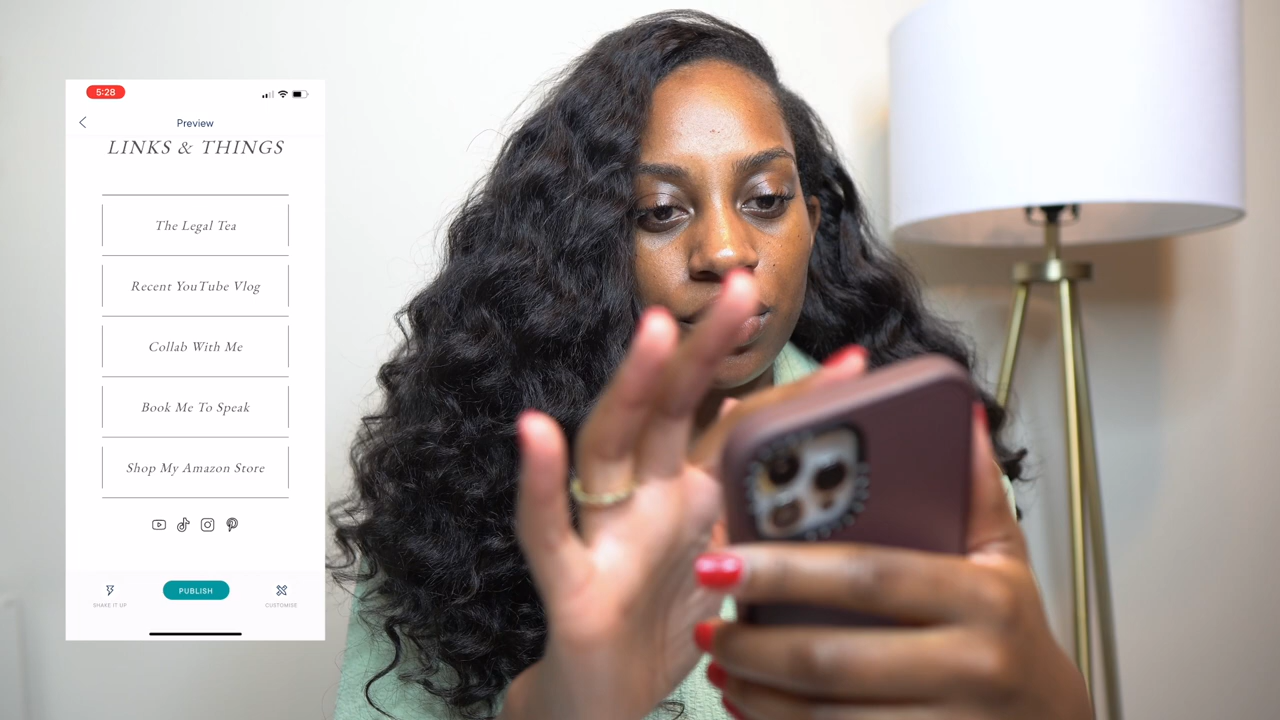 5:28
Preview
LINKS & THINGS
The Legal Tea
Recent YouTube Vlog
Collab With Me
Book Me To Speak
Shop My Amazon Store
SHAKE IT UP
PUBLISH
CUSTOMISE